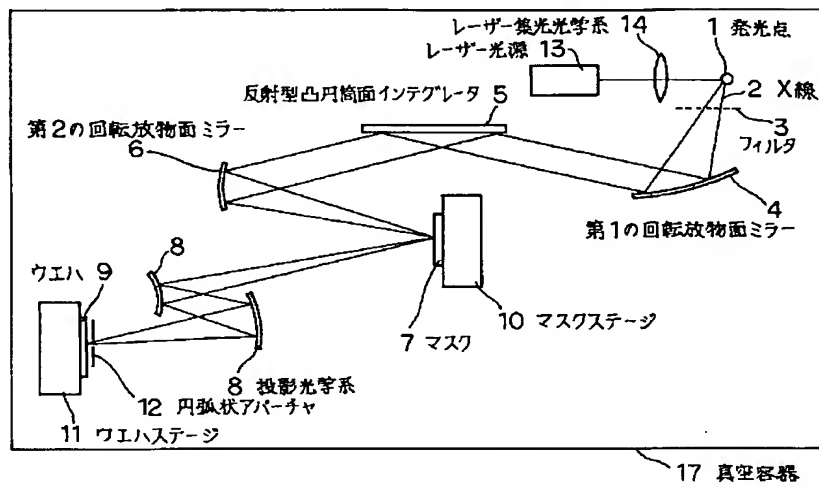 レーザー集光光学系
14
1 発光点
レーザー光源
13
2 X線
反射型凸円筒面インテグレータ
5
3
フィルタ
第2の回転放物面ミラー
6
4
第1の回転放物面ミラー
8
ウエハ 9
10 マスクステージ
7 マスク
8 投影光学系
12 円弧状アパーチャ
11 ウエハステージ
17 真空容器